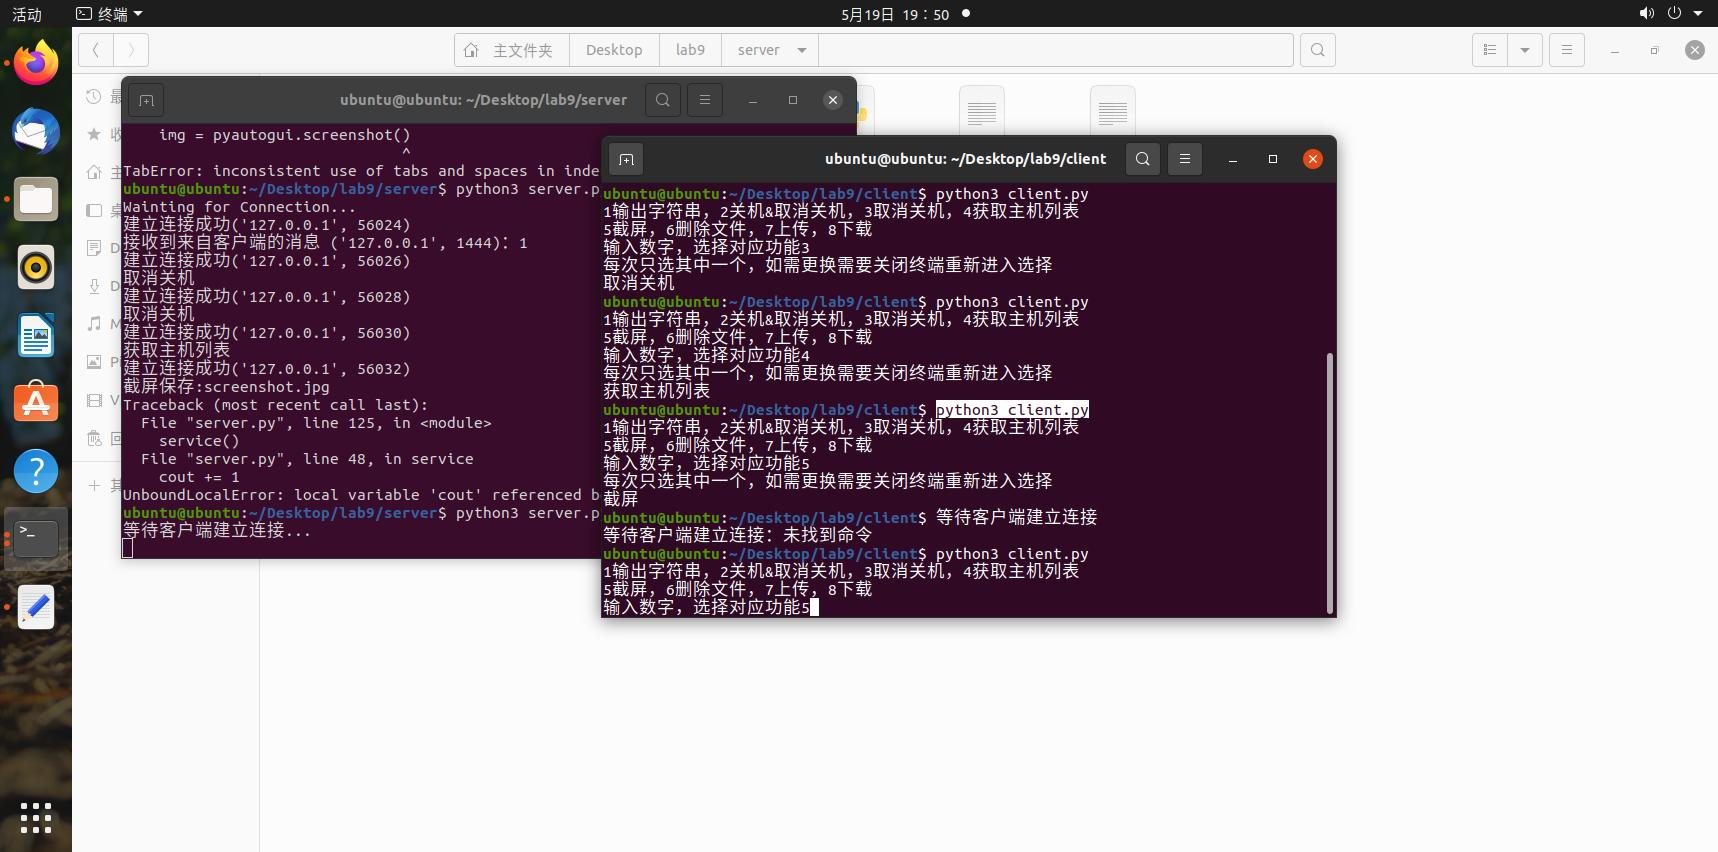 活动
终端
5月19日 19：50
主文件夹
Desktop
lab9
server
ubuntu@ubuntu: ~/Desktop/lab9/server
img = pyautogui.screenshot()
^
TabError: inconsistent use of tabs and spaces in inde
ubuntu@ubuntu:~/Desktop/lab9/server$ python3 server.p
Wainting for Connection...
建立连接成功('127.0.0.1', 56024)
接收到来自客户端的消息 ('127.0.0.1', 1444)：1
建立连接成功('127.0.0.1', 56026)
取消关机
建立连接成功('127.0.0.1', 56028)
取消关机
建立连接成功('127.0.0.1', 56030)
获取主机列表
建立连接成功('127.0.0.1', 56032)
截屏保存:screenshot.jpg
Traceback (most recent call last):
File "server.py", line 125, in <module>
service()
File "server.py", line 48, in service
cout += 1
UnboundLocalError: local variable 'cout' referenced b
ubuntu@ubuntu:~/Desktop/lab9/server$ python3 server.p
等待客户端建立连接...
ubuntu@ubuntu: ~/Desktop/lab9/client
ubuntu@ubuntu:~/Desktop/lab9/client$ python3 client.py
1输出字符串，2关机&取消关机，3取消关机，4获取主机列表
5截屏，6删除文件，7上传，8下载
输入数字，选择对应功能3
每次只选其中一个，如需更换需要关闭终端重新进入选择
取消关机
ubuntu@ubuntu:~/Desktop/lab9/client$ python3 client.py
1输出字符串，2关机&取消关机，3取消关机，4获取主机列表
5截屏，6删除文件，7上传，8下载
输入数字，选择对应功能4
每次只选其中一个，如需更换需要关闭终端重新进入选择
获取主机列表
ubuntu@ubuntu:~/Desktop/lab9/client$ python3 client.py
1输出字符串，2关机&取消关机，3取消关机，4获取主机列表
5截屏，6删除文件，7上传，8下载
输入数字，选择对应功能5
每次只选其中一个，如需更换需要关闭终端重新进入选择
截屏
ubuntu@ubuntu:~/Desktop/lab9/client$ 等待客户端建立连接
等待客户端建立连接：未找到命令
ubuntu@ubuntu:~/Desktop/lab9/client$ python3 client.py
1输出字符串，2关机&取消关机，3取消关机，4获取主机列表
5截屏，6删除文件，7上传，8下载
输入数字，选择对应功能5